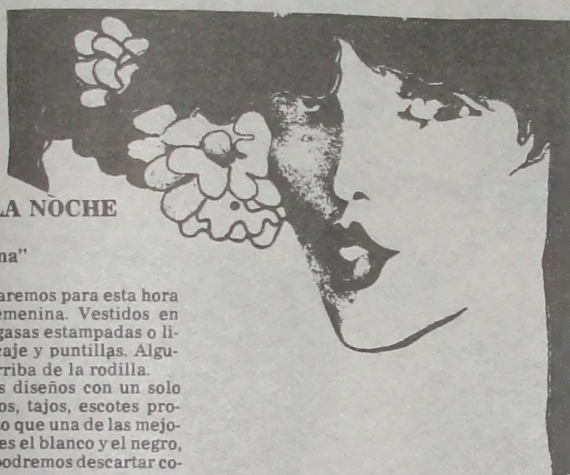 LA NOCHE
na”
aremos para esta hora
emenina. Vestidos en
gasas estampadas o li-
caje y puntillas. Algu-
rriba de la rodilla.
s diseños con un solo
os, tajos, escotes pro-
o que una de las mejo-
es el blanco y el negro,
podremos descartar co-